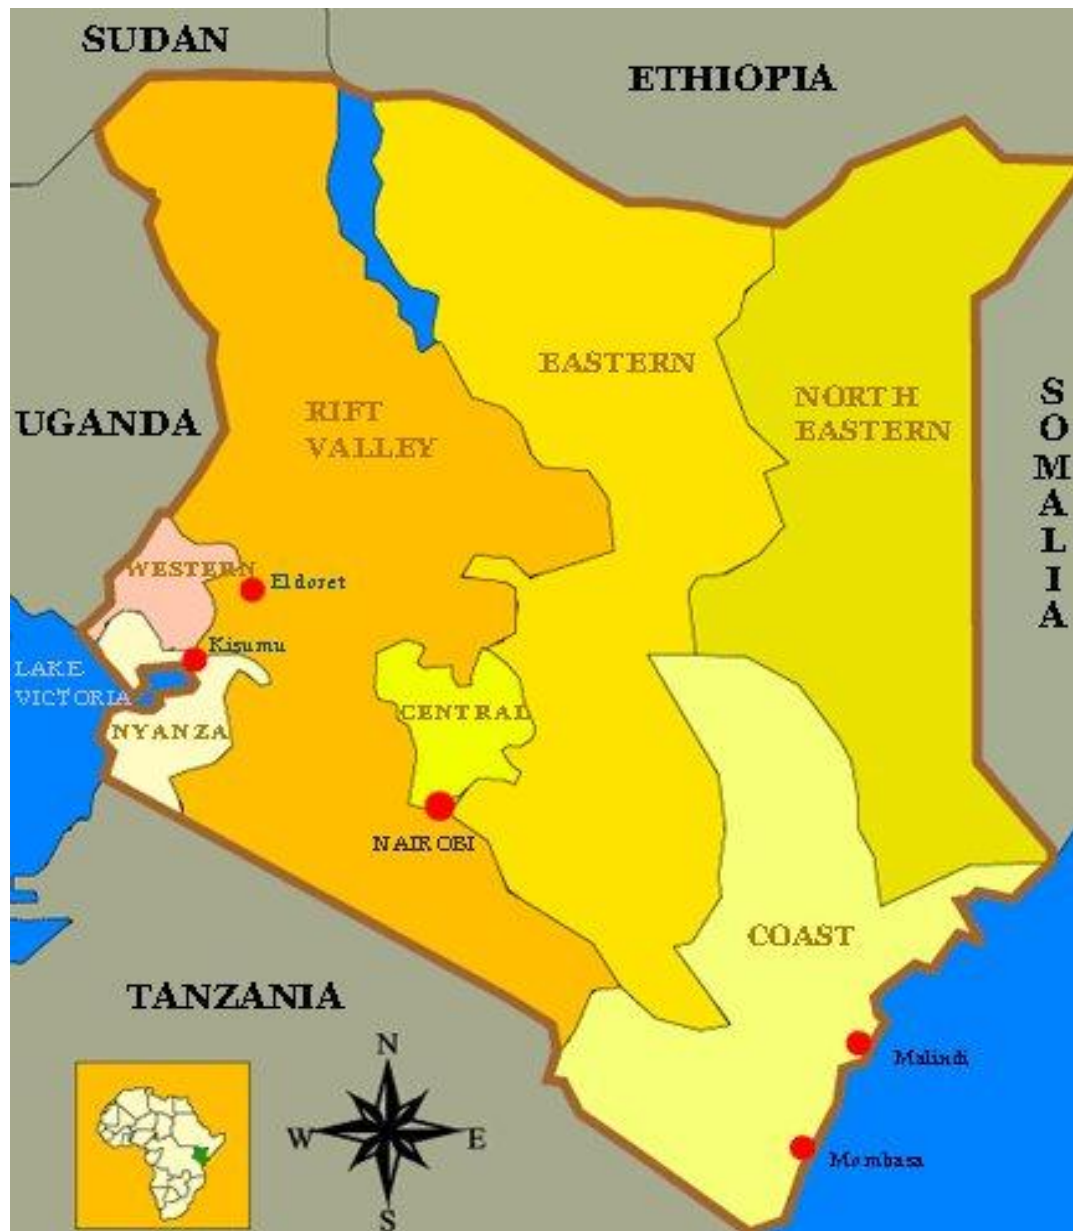 SUDAN
ETHIOPIA
EASTERN
NORTH
EASTERN
SOMALIA
RIFT
VALLEY
UGANDA
WESTERN
Eldoret
Kisumu
LAKE
VICTORIA
NYANZA
CENTRAL
NAIROBI
COAST
TANZANIA
Malindi
Mombasa
N
W
E
S